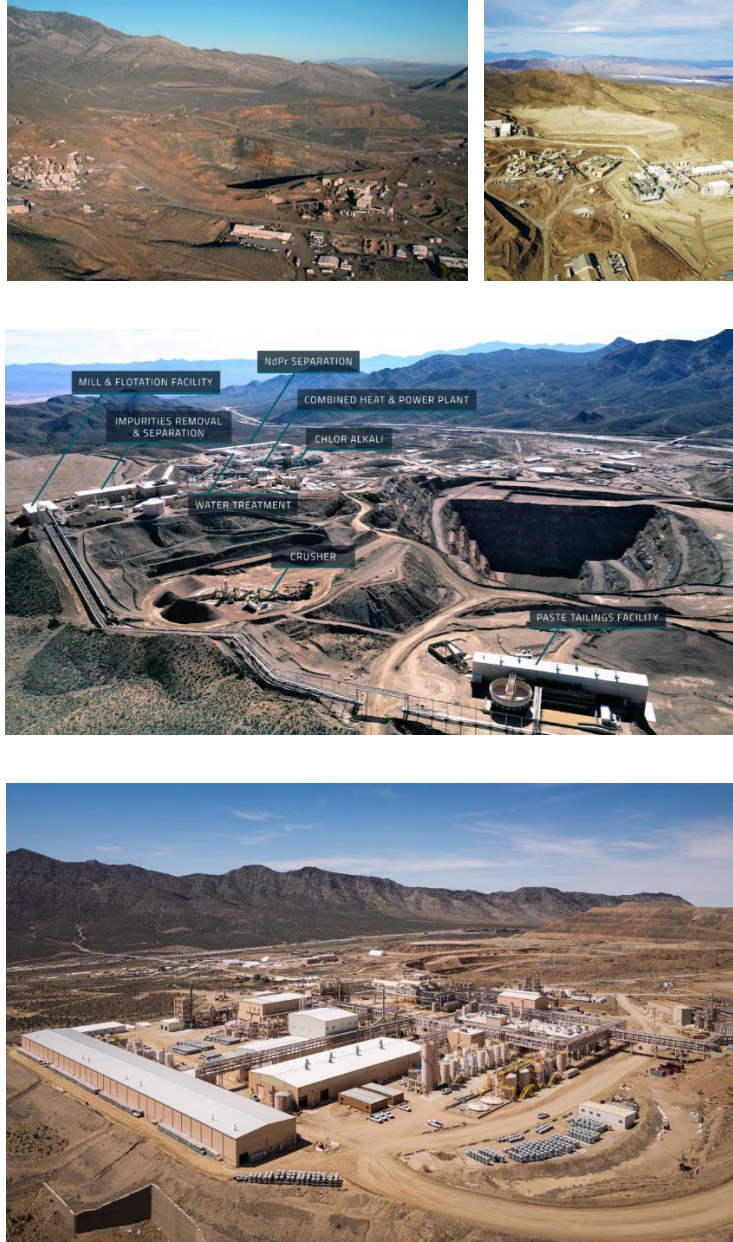 NdPr SEPARATION
MILL & FLOTATION FACILITY
COMBINED HEAT & POWER PLANT
IMPURITIES REMOVAL
& SEPARATION
CHLOR ALKALI
WATER TREATMENT
CRUSHER
PASTE TAILINGS FACILITY